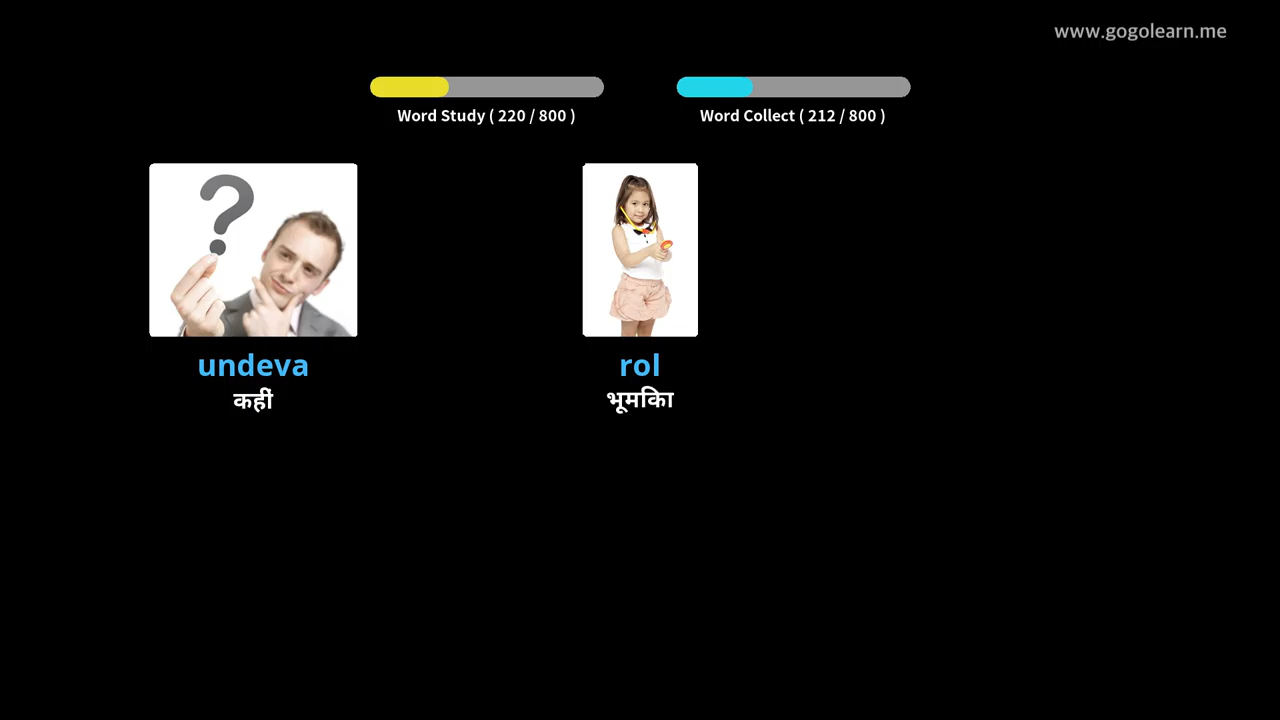 www.gogolearn.me
Word Study ( 220 / 800 )
Word Collect ( 212 / 800 )
undeva
कहीं
rol
भूमिका